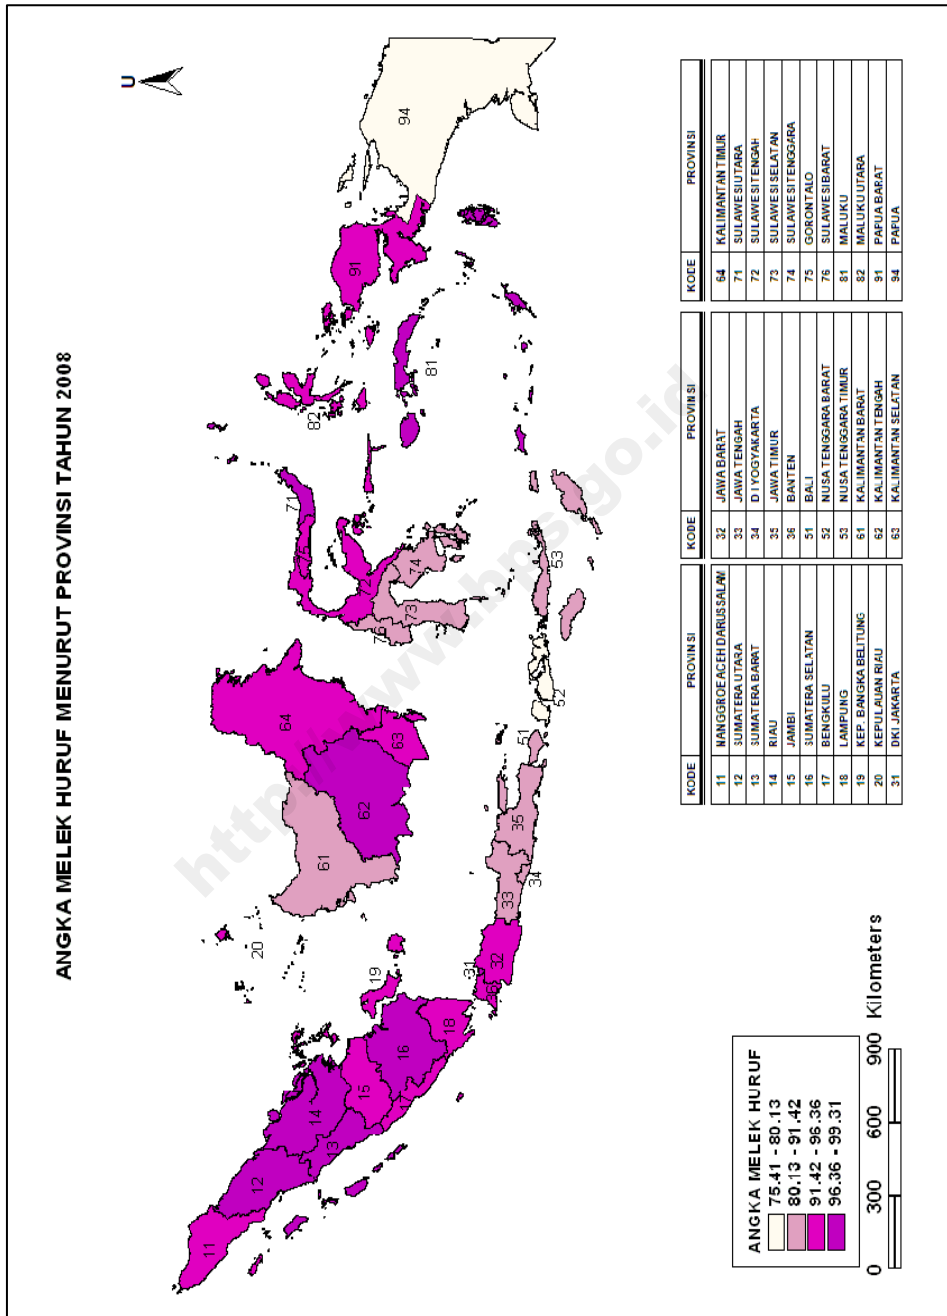 ANGKA MELEK HURUF MENURUT PROVINSI TAHUN 2008
U
11
12
13
14
15
16
17
18
19
20
31
32
33
34
35
36
51
52
53
61
62
63
64
71
72
73
74
75
76
81
82
91
94
ANGKA MELEK HURUF
75.41 - 80.13
80.13 - 91.42
91.42 - 96.36
96.36 - 99.31
0 300 600 900 Kilometers
KODE PROVINSI
11 NANGGROE ACEH DARUSSALAM
12 SUMATERA UTARA
13 SUMATERA BARAT
14 RIAU
15 JAMBI
16 SUMATERA SELATAN
17 BENGKULU
18 LAMPUNG
19 KEP. BANGKA BELITUNG
20 KEPULAUAN RIAU
31 DKI JAKARTA
KODE PROVINSI
32 JAWA BARAT
33 JAWA TENGAH
34 D I YOGYAKARTA
35 JAWA TIMUR
36 BANTEN
51 BALI
52 NUSA TENGGARA BARAT
53 NUSA TENGGARA TIMUR
61 KALIMANTAN BARAT
62 KALIMANTAN TENGAH
63 KALIMANTAN SELATAN
KODE PROVINSI
64 KALIMANTAN TIMUR
71 SULAWESI UTARA
72 SULAWESI TENGAH
73 SULAWESI SELATAN
74 SULAWESI TENGGARA
75 GORONTALO
76 SULAWESI BARAT
81 MALUKU
82 MALUKU UTARA
91 PAPUA BARAT
94 PAPUA
http://www.bps.go.id